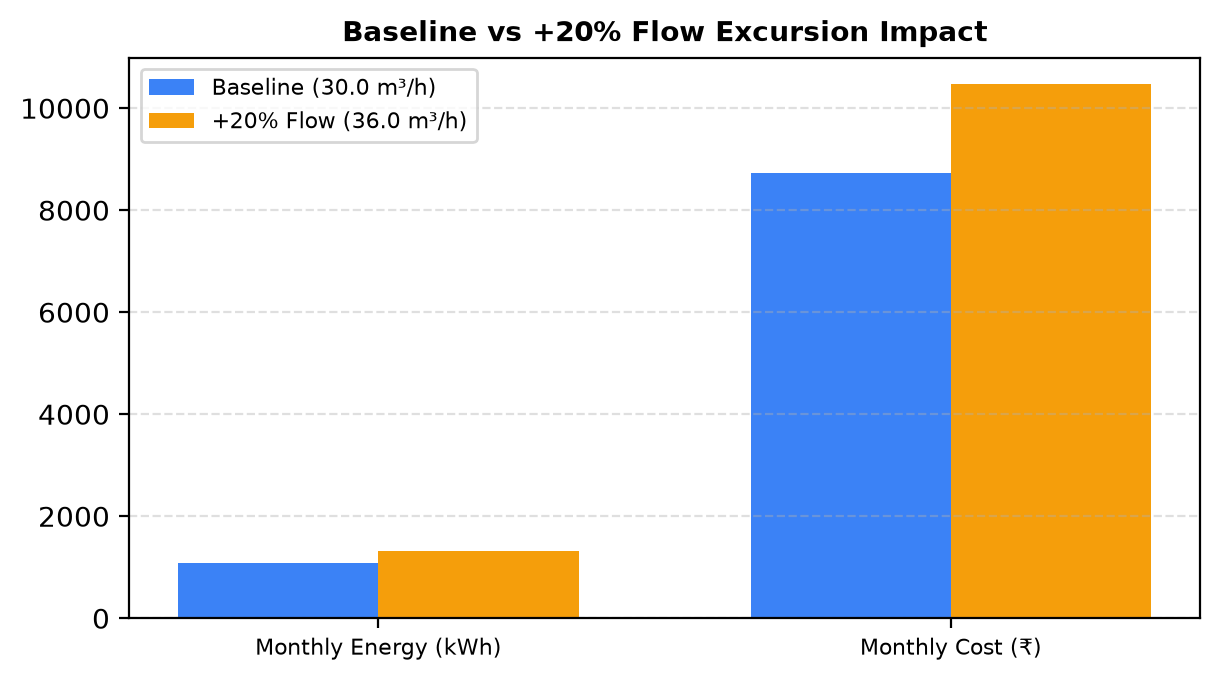 Baseline vs +20% Flow Excursion Impact
Baseline (30.0 m³/h)
+20% Flow (36.0 m³/h)
10000
8000
6000
4000
2000
0
Monthly Energy (kWh)
Monthly Cost (₹)